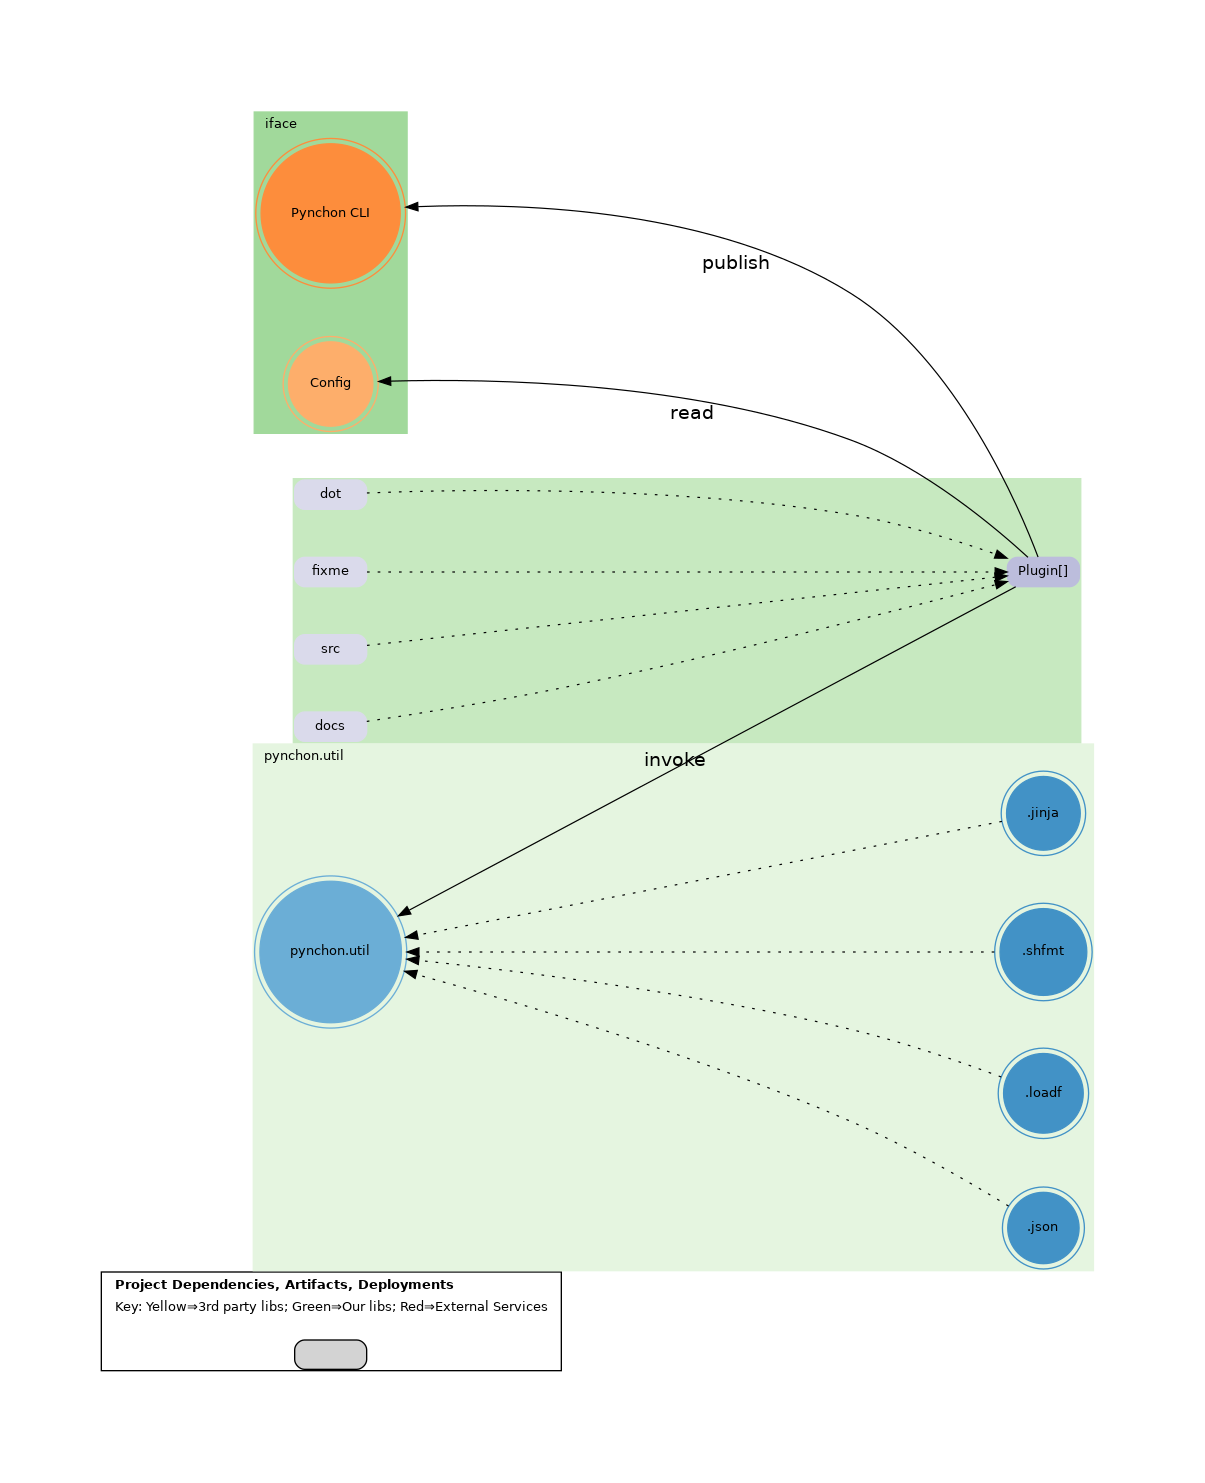 iface
Pynchon CLI
publish
Config
read
dot
fixme
Plugin[]
src
docs
pynchon.util
invoke
.jinja
pynchon.util
.shfmt
.loadf
.json
Project Dependencies, Artifacts, Deployments
Key: Yellow⇒3rd party libs; Green⇒Our libs; Red⇒External Services